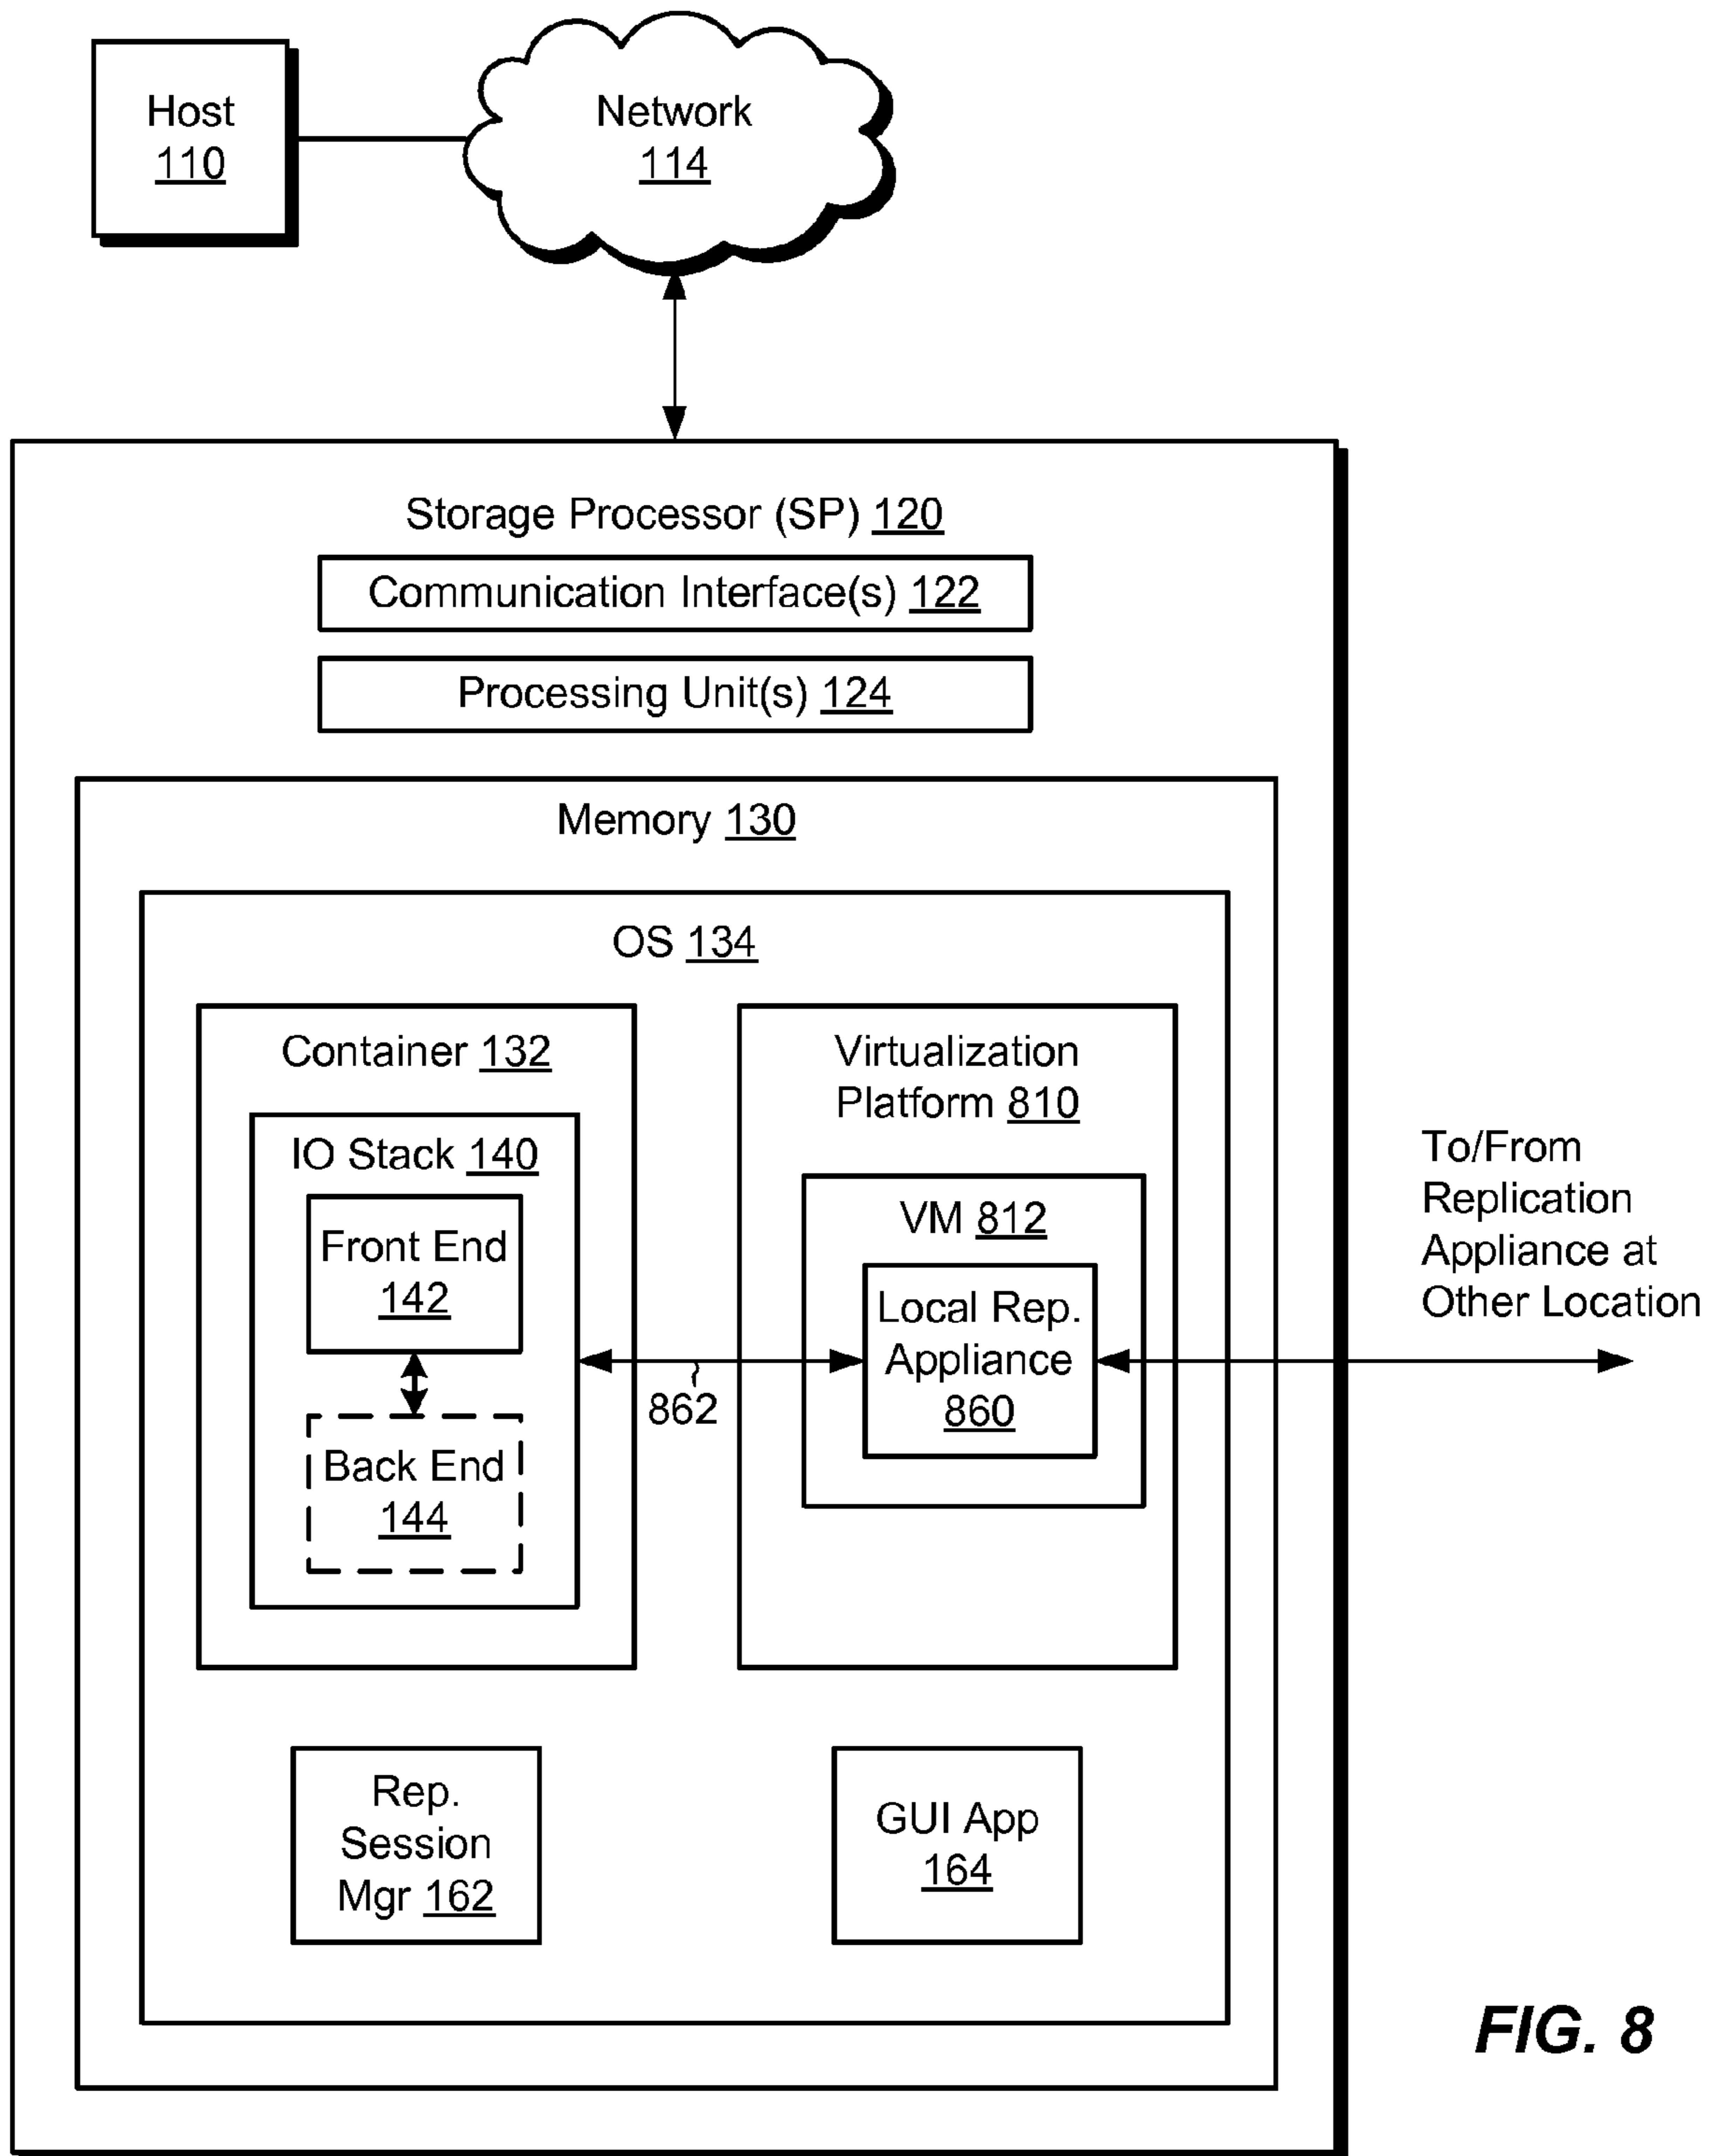 Host
110
Network
114
Storage Processor (SP) 120
Communication Interface(s) 122
Processing Unit(s) 124
Memory 130
OS 134
Container 132
IO Stack 140
Front End
142
Back End
144
862
Virtualization
Platform 810
VM 812
Local Rep.
Appliance
860
To/From
Replication
Appliance at
Other Location
Rep.
Session
Mgr 162
GUI App
164
FIG. 8